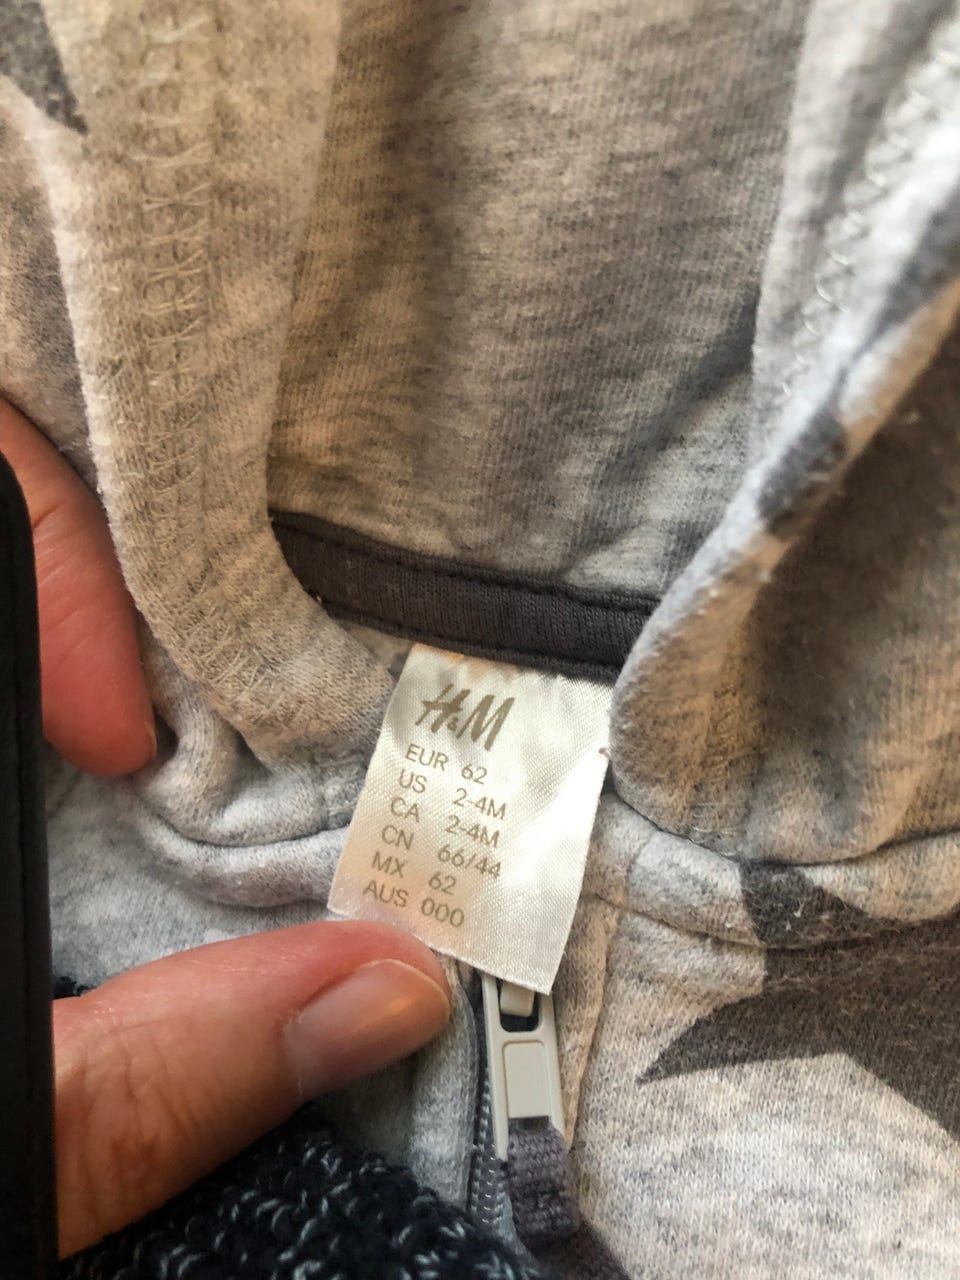 H&M
EUR 62
US 2-4M
CA 2-4M
CN 66/44
MX 62
AUS 000